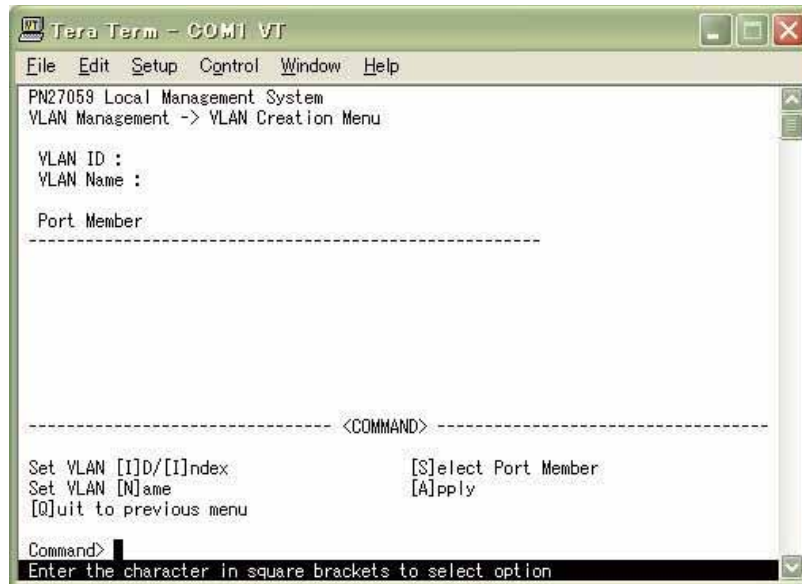 Tera Term - COM1 VT
File Edit Setup Control Window Help
PN27059 Local Management System
VLAN Management -> VLAN Creation Menu
VLAN ID :
VLAN Name :
Port Member
-------------------------------------------------------
-------------------------------- <COMMAND> -----------------------------------
Set VLAN [I]D/[I]ndex [S]elect Port Member
Set VLAN [N]ame [A]pply
[Q]uit to previous menu
Command>
Enter the character in square brackets to select option